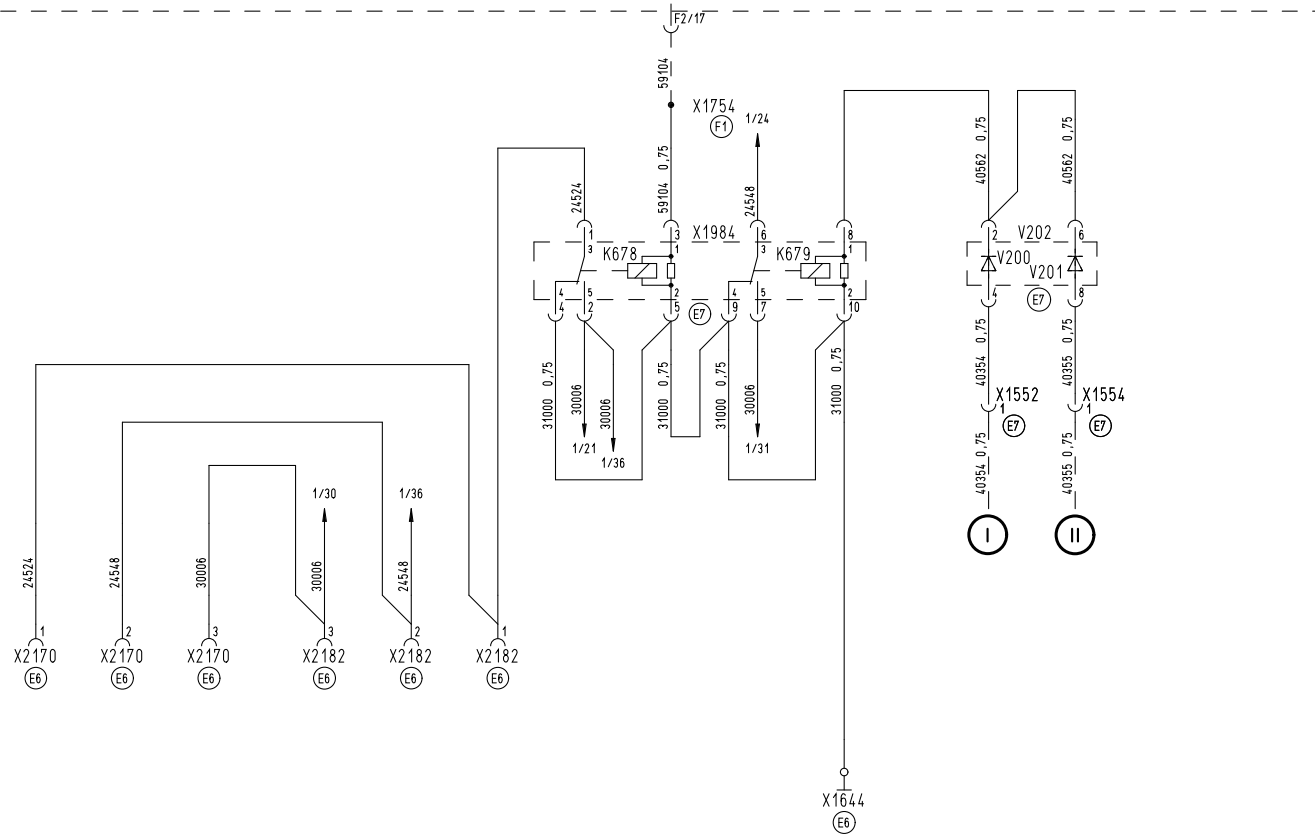 F2/17
59104
X1754
F1
1/24
59104 0,75
24524
24548
40562 0,75
40562 0,75
1
3
X1984
6
8
2
V202
6
3
K678
1
3
K679
1
V200
V201
4
5
2
4
5
2
4
2
5
E7
9
7
10
4
E7
8
31000 0,75
30006
30006
31000 0,75
31000 0,75
30006
31000 0,75
40354 0,75
40355 0,75
1/21
1/36
1/31
X1552
1
E7
X1554
1
E7
40354 0,75
40355 0,75
1/30
1/36
I
II
24524
24548
30006
30006
24548
1
2
3
3
2
1
X2170
X2170
X2170
X2182
X2182
X2182
E6
E6
E6
E6
E6
E6
X1644
E6